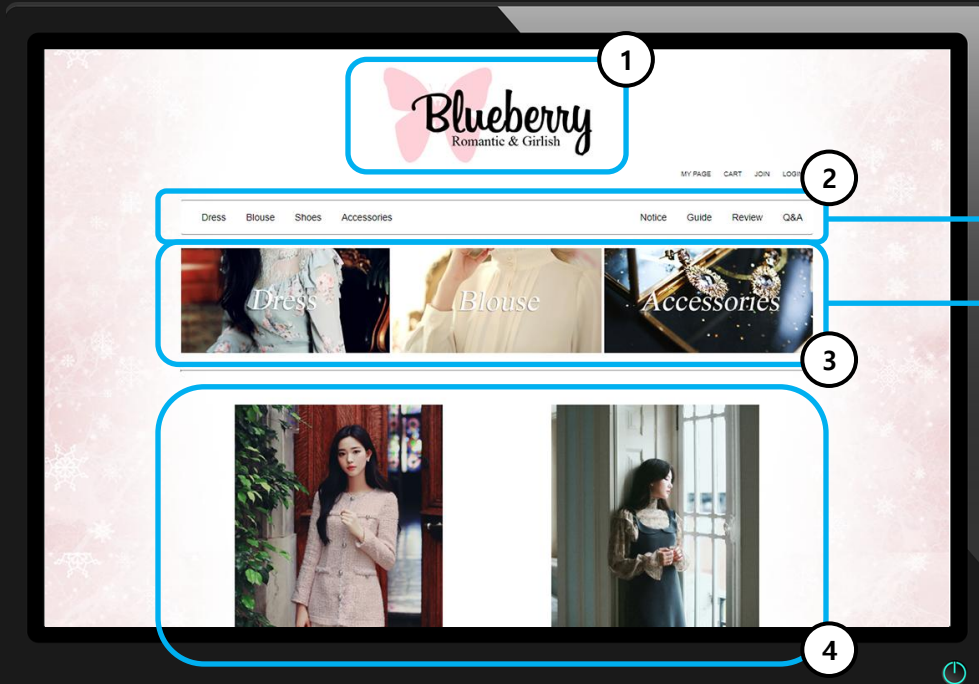 1
Blueberry
Romantic & Girlish
MY PAGE CART JOIN LOGIN
2
Dress Blouse Shoes Accessories Notice Guide Review Q&A
Dress Blouse Accessories
3
4